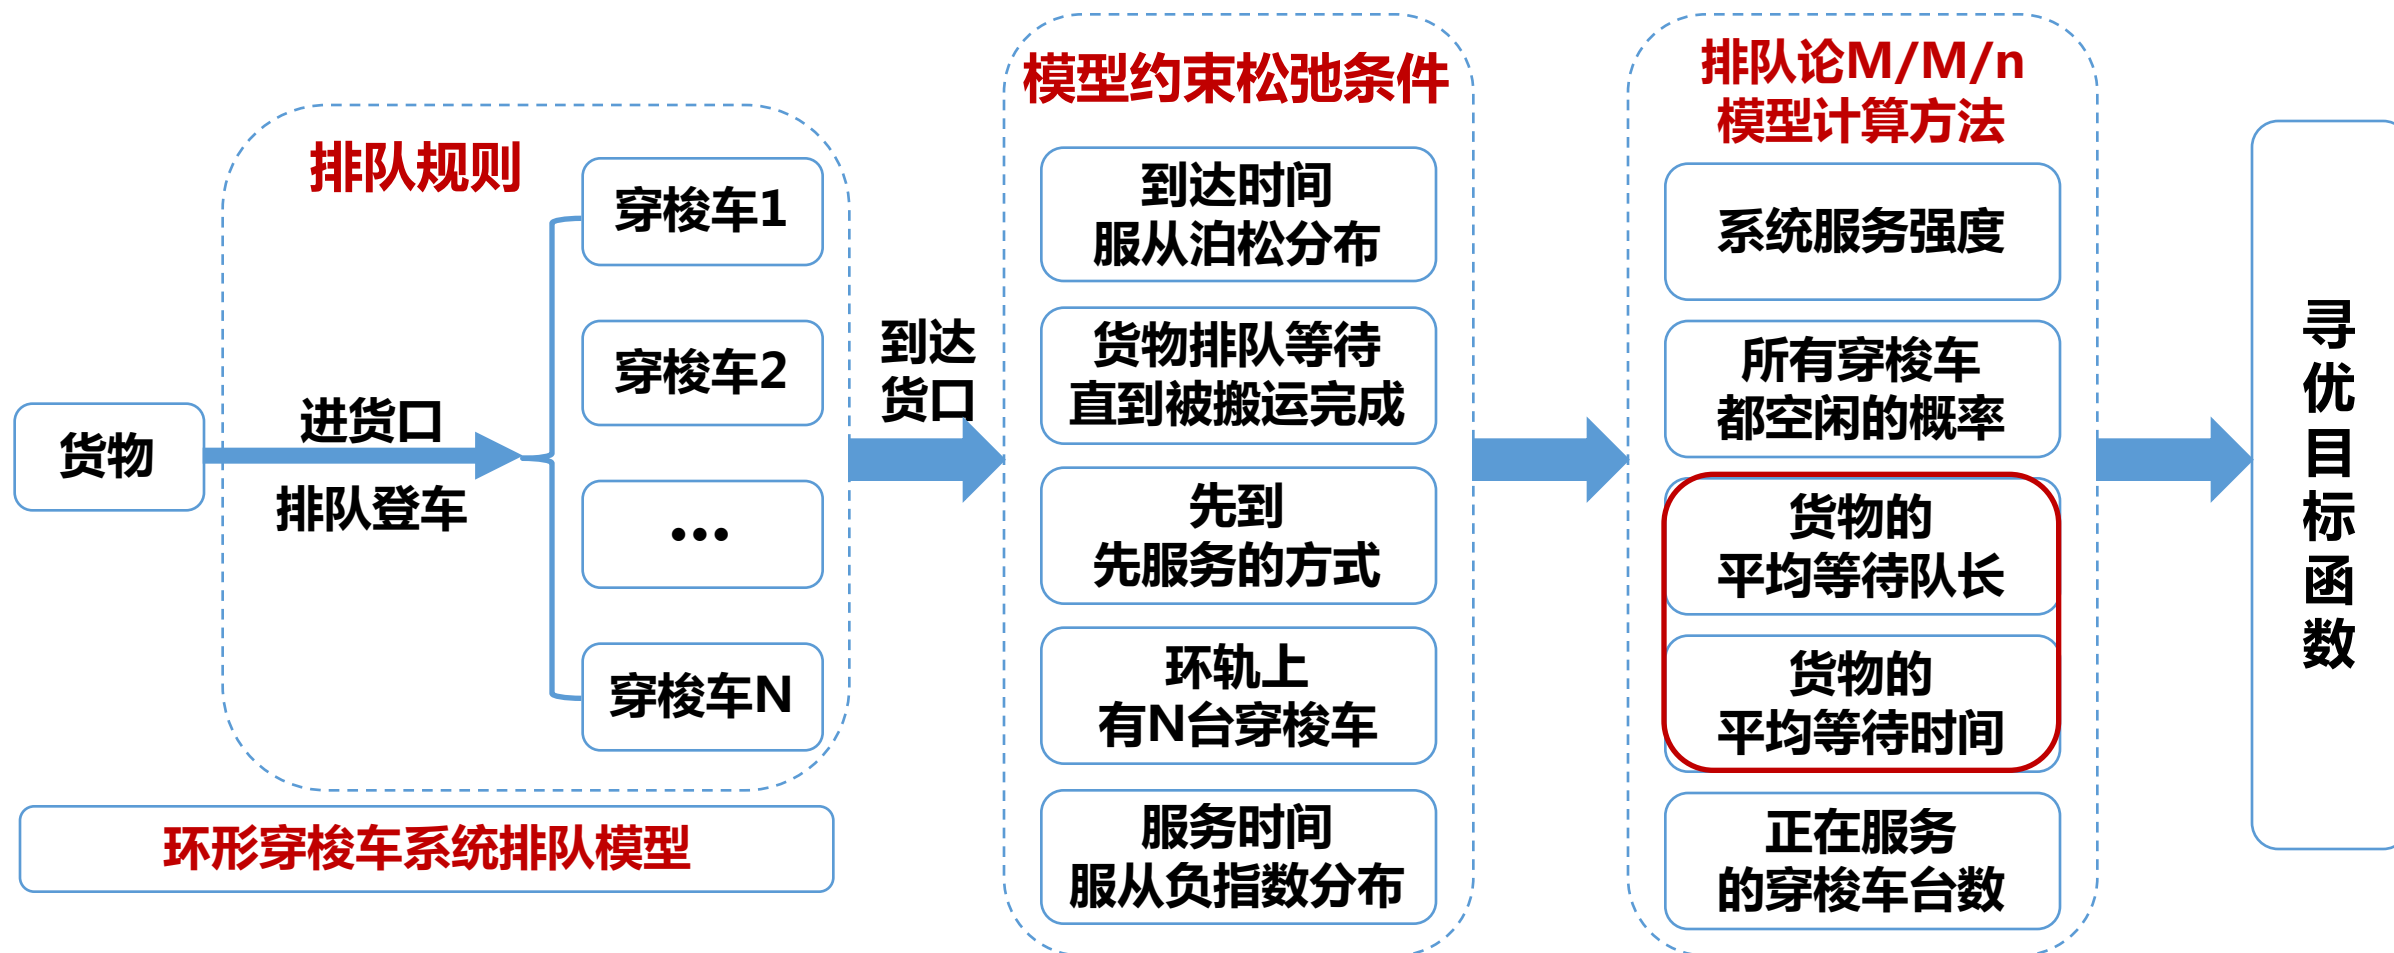 货物
进货口
排队登车
排队规则
穿梭车1
穿梭车2
...
穿梭车N
环形穿梭车系统排队模型
到达
货口
模型约束松弛条件
到达时间
服从泊松分布
货物排队等待
直到被搬运完成
先到
先服务的方式
环轨上
有N台穿梭车
服务时间
服从负指数分布
排队论M/M/n
模型计算方法
系统服务强度
所有穿梭车
都空闲的概率
货物的
平均等待队长
货物的
平均等待时间
正在服务
的穿梭车台数
寻
优
目
标
函
数